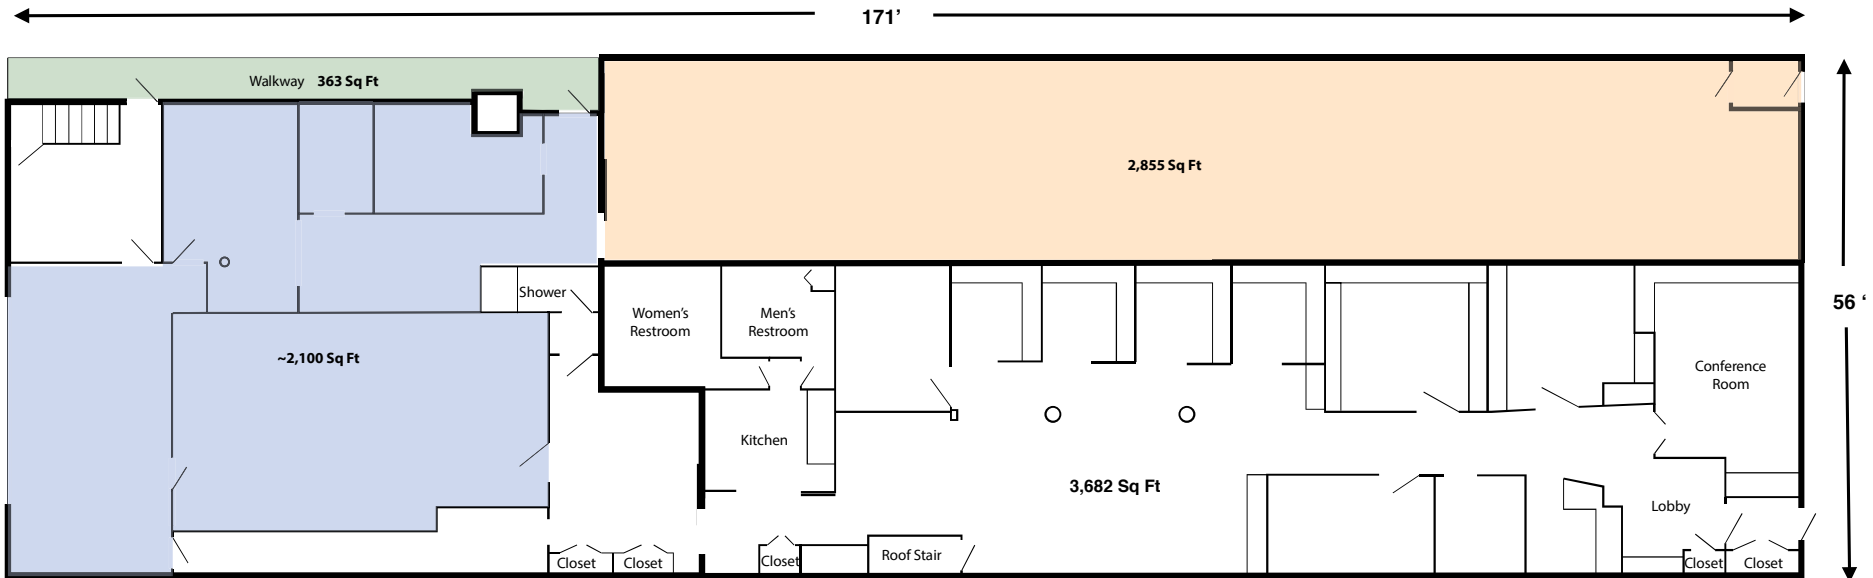 171’
Walkway 363 Sq Ft
2,855 Sq Ft
56 ‘
Shower
Women’s
Restroom
Men’s
Restroom
~2,100 Sq Ft
Conference
Room
Kitchen
3,682 Sq Ft
Lobby
Roof Stair
Closet
Closet
Closet
Closet
Closet